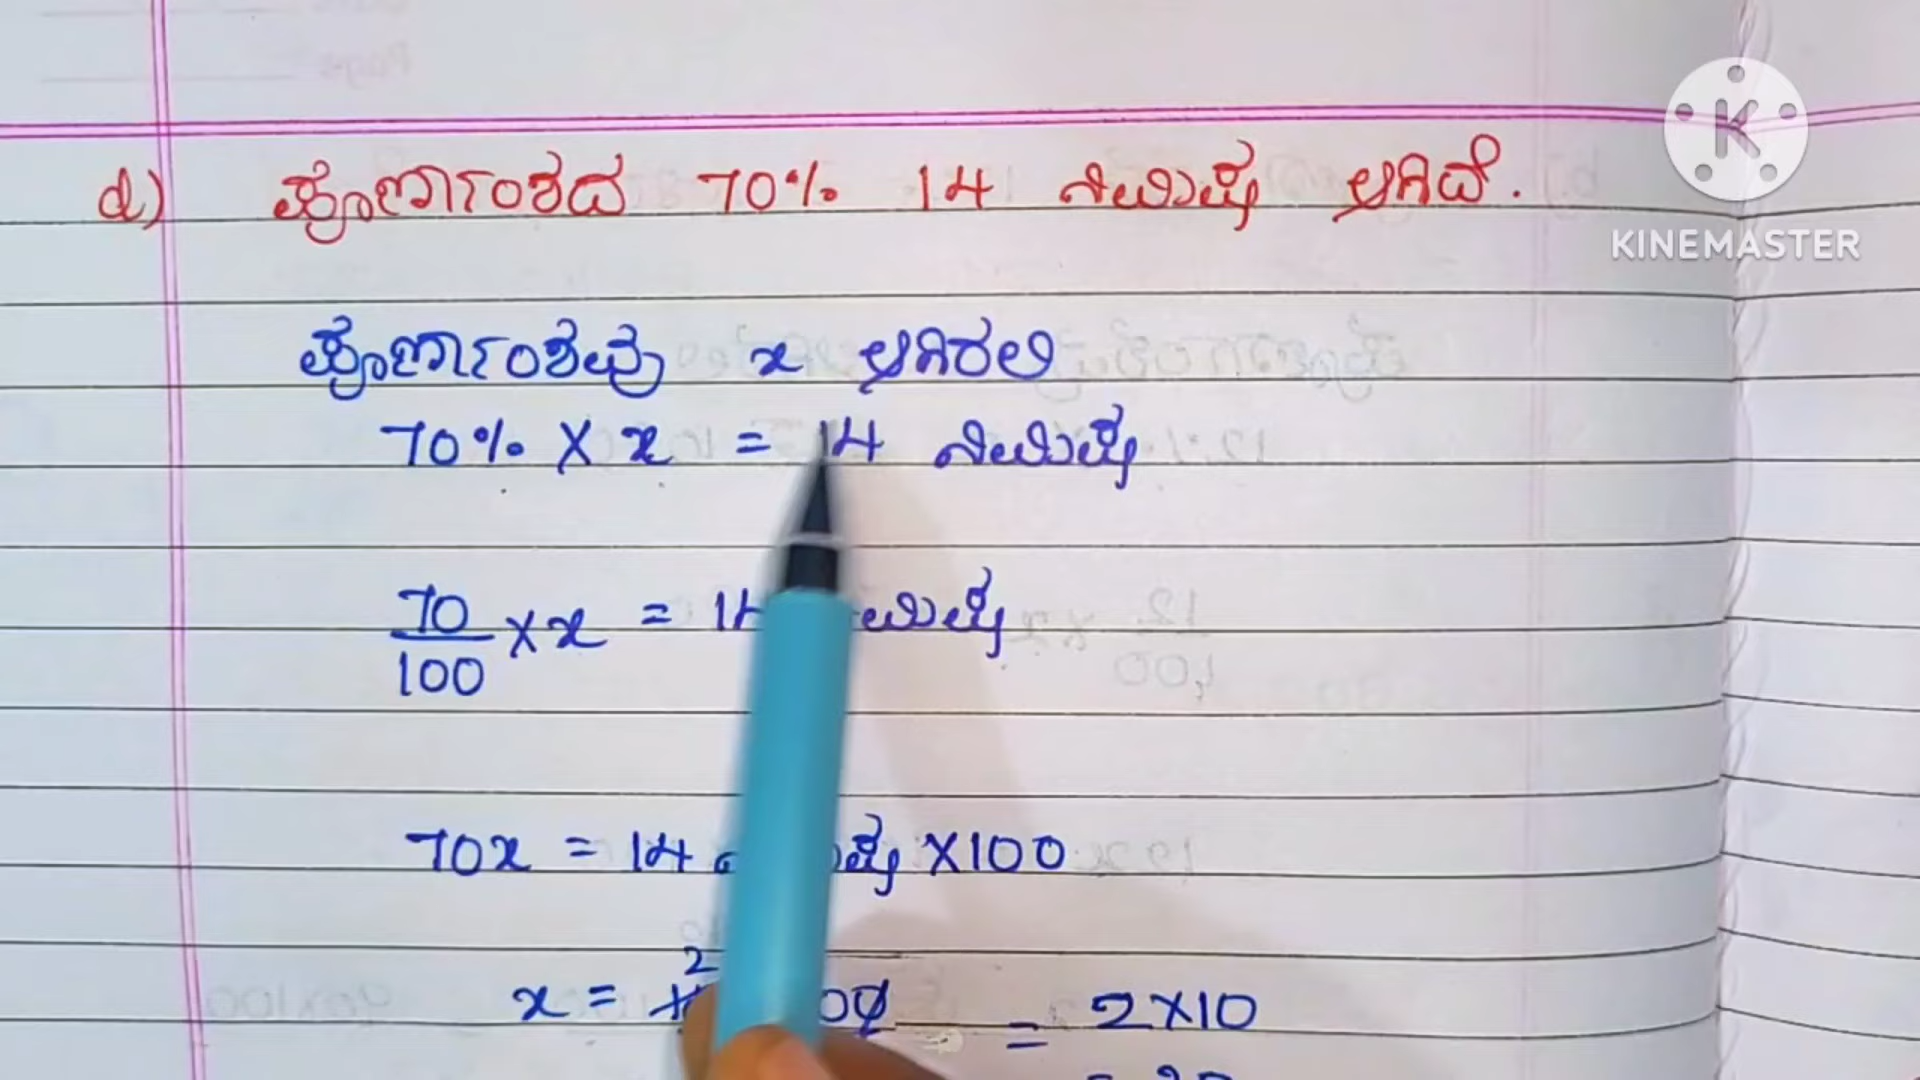 d) ಪೂರ್ಣಾಂಶದ 70% 14 ನಿಮಿಷ ಆಗಿದೆ.
KINEMASTER
ಪೂರ್ಣಾಂಶವು x ಆಗಿರಲಿ
70% × x = 14 ನಿಮಿಷ
70/100 × x = 14
70x = 14 × 100
x =
= 2×10